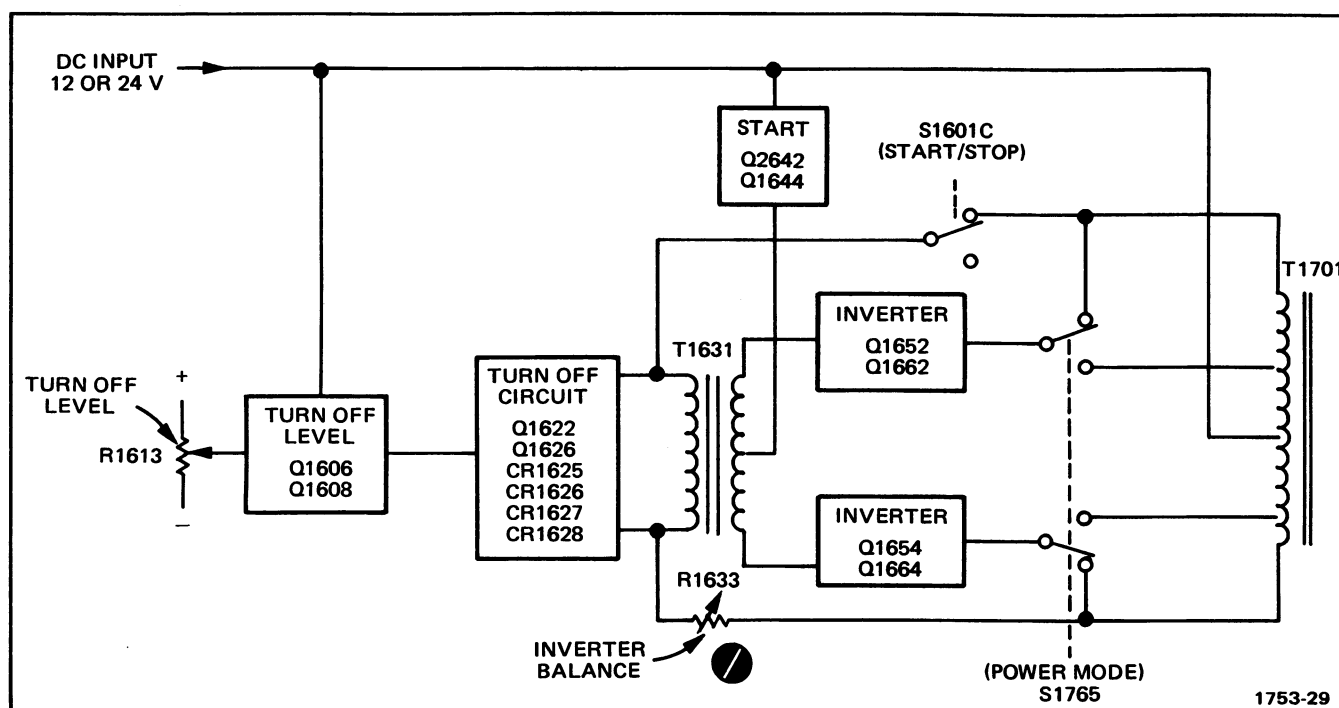 DC INPUT
12 OR 24 V
START
Q2642
Q1644
S1601C
(START/STOP)
T1701
INVERTER
Q1652
Q1662
T1631
TURN OFF
LEVEL
+
R1613
−
TURN OFF
LEVEL
Q1606
Q1608
TURN OFF
CIRCUIT
Q1622
Q1626
CR1625
CR1626
CR1627
CR1628
INVERTER
Q1654
Q1664
R1633
INVERTER
BALANCE
(POWER MODE)
S1765
1753-29